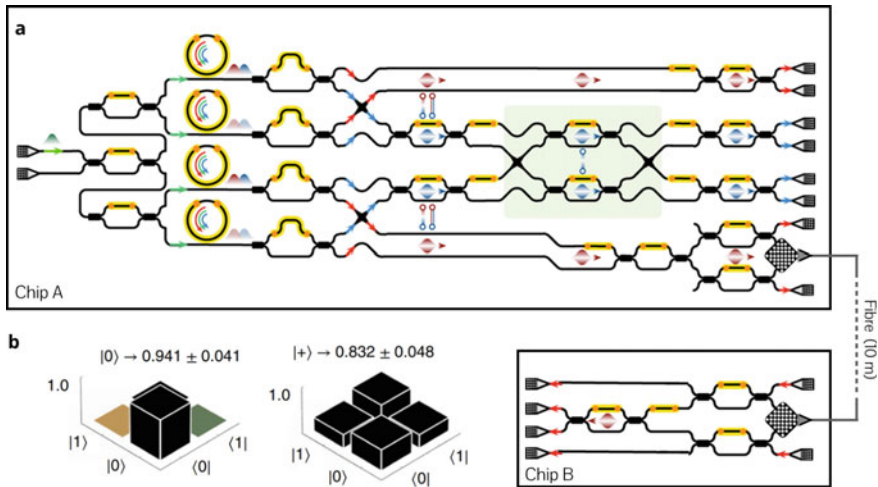 a
Chip A
Fibre (10 m)
b
|0⟩ → 0.941 ± 0.041
|+⟩ → 0.832 ± 0.048
1.0
1.0
|1⟩
⟨1|
|1⟩
⟨1|
|0⟩
⟨0|
|0⟩
⟨0|
Chip B